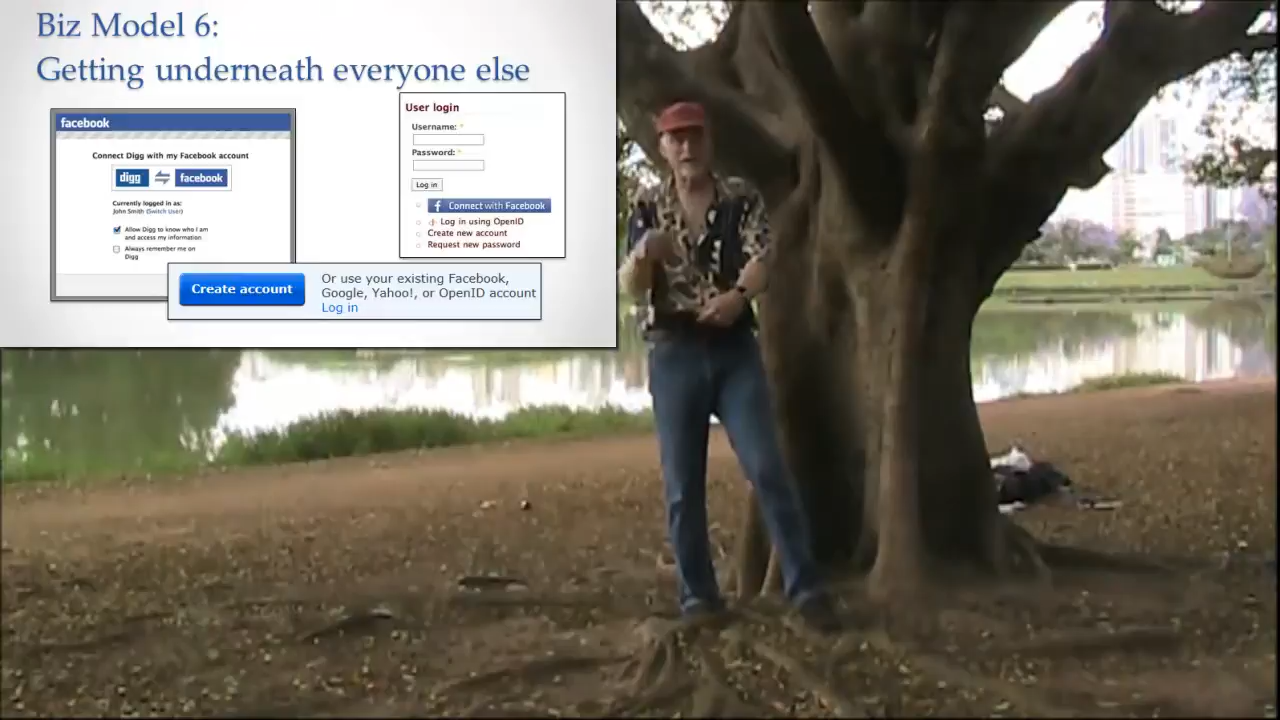 Biz Model 6:
Getting underneath everyone else
facebook
Connect Digg with my Facebook account
digg facebook
Currently logged in as:
John Smith (Switch User)
Allow Digg to know who I am
and access my information
Always remember me on
Digg
User login
Username: *
Password: *
Log in
f Connect with Facebook
Log in using OpenID
Create new account
Request new password
Create account
Or use your existing Facebook,
Google, Yahoo!, or OpenID account
Log in